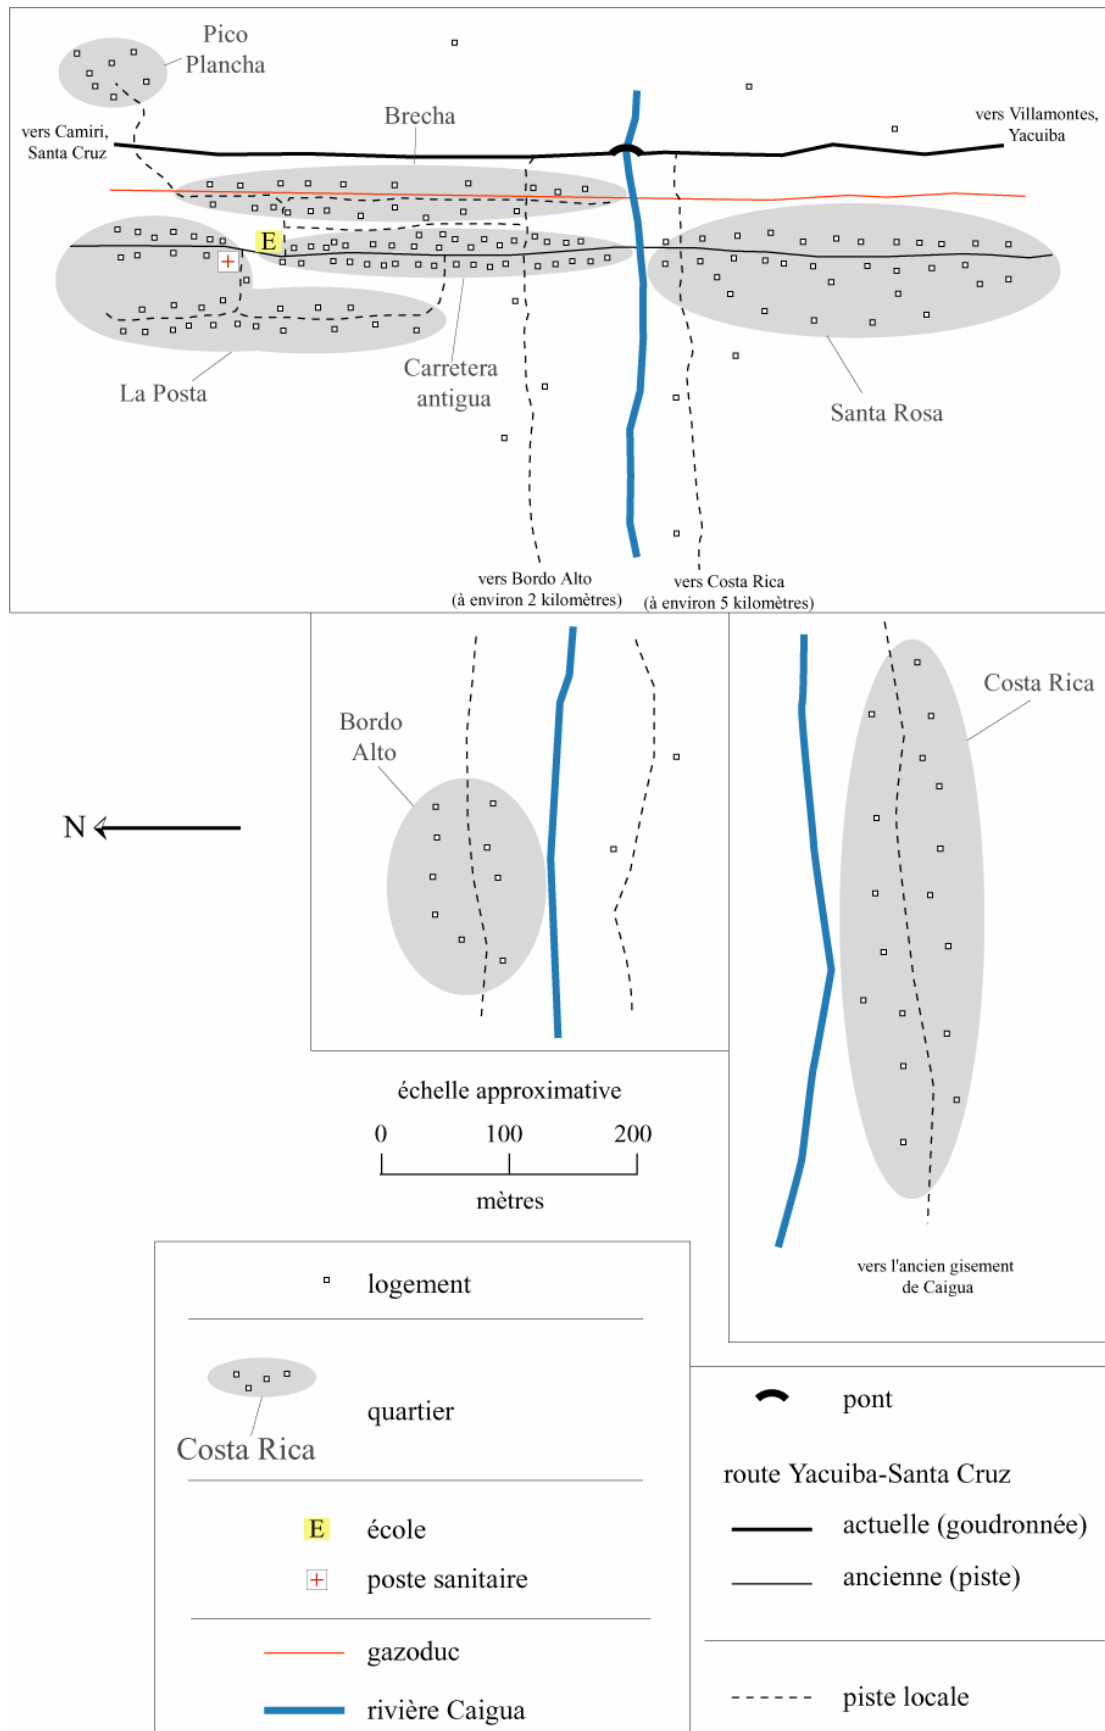 Pico
Plancha
Brecha
vers Camiri,
Santa Cruz
vers Villamontes,
Yacuiba
E
La Posta
Carretera
antigua
Santa Rosa
vers Bordo Alto
(à environ 2 kilomètres)
vers Costa Rica
(à environ 5 kilomètres)
Bordo
Alto
Costa Rica
N
échelle approximative
0 100 200
mètres
vers l'ancien gisement
de Caigua
logement
quartier
Costa Rica
E école
poste sanitaire
gazoduc
rivière Caigua
pont
route Yacuiba-Santa Cruz
actuelle (goudronnée)
ancienne (piste)
piste locale